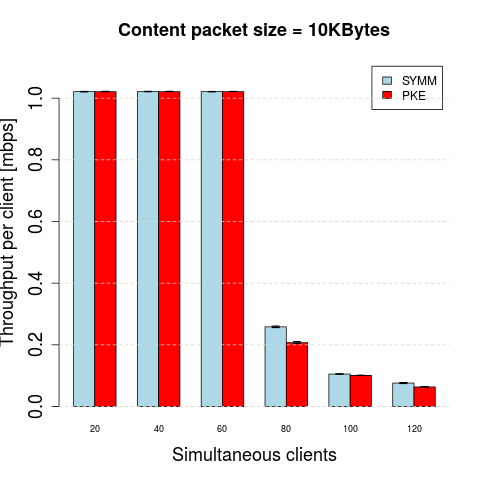 Content packet size = 10KBytes
SYMM
PKE
Throughput per client [mbps]
1.0
0.8
0.6
0.4
0.2
0.0
20 40 60 80 100 120
Simultaneous clients